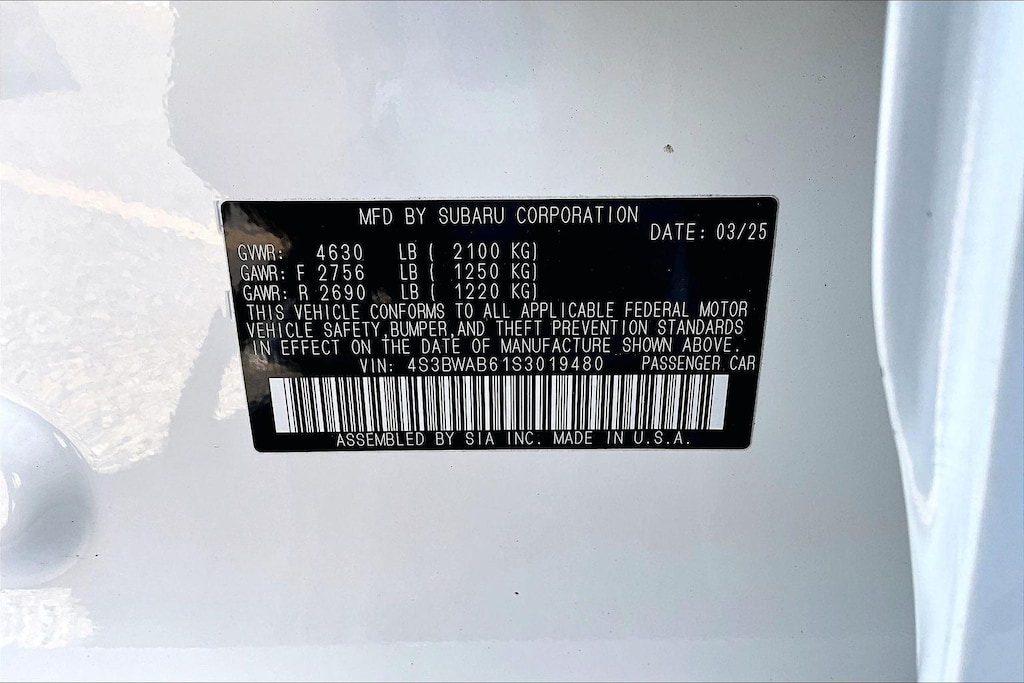 MFD BY SUBARU CORPORATION
DATE: 03/25
GVWR: 4630 LB ( 2100 KG)
GAWR: F 2756 LB ( 1250 KG)
GAWR: R 2690 LB ( 1220 KG)
THIS VEHICLE CONFORMS TO ALL APPLICABLE FEDERAL MOTOR
VEHICLE SAFETY,BUMPER,AND THEFT PREVENTION STANDARDS
IN EFFECT ON THE DATE OF MANUFACTURE SHOWN ABOVE.
VIN: 4S3BWAB61S3019480 PASSENGER CAR
ASSEMBLED BY SIA INC. MADE IN U.S.A.